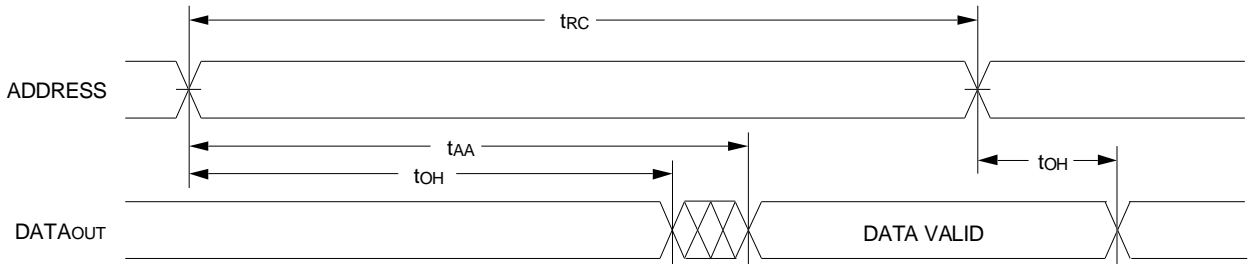 tRC
ADDRESS
tAA
tOH
tOH
DATAOUT
DATA VALID